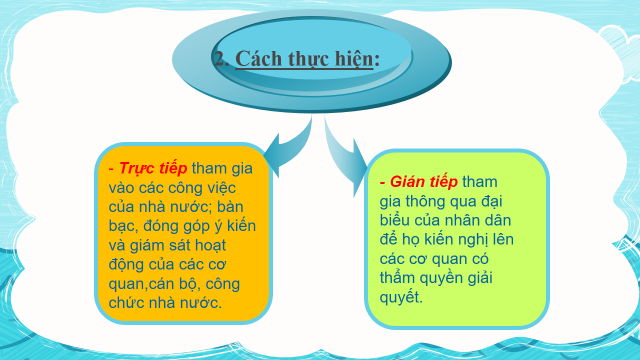 2. Cách thực hiện:
- Trực tiếp tham gia
vào các công việc
của nhà nước; bàn
bạc, đóng góp ý kiến
và giám sát hoạt
động của các cơ
quan,cán bộ, công
chức nhà nước.
- Gián tiếp tham
gia thông qua đại
biểu của nhân dân
để họ kiến nghị lên
các cơ quan có
thẩm quyền giải
quyết.